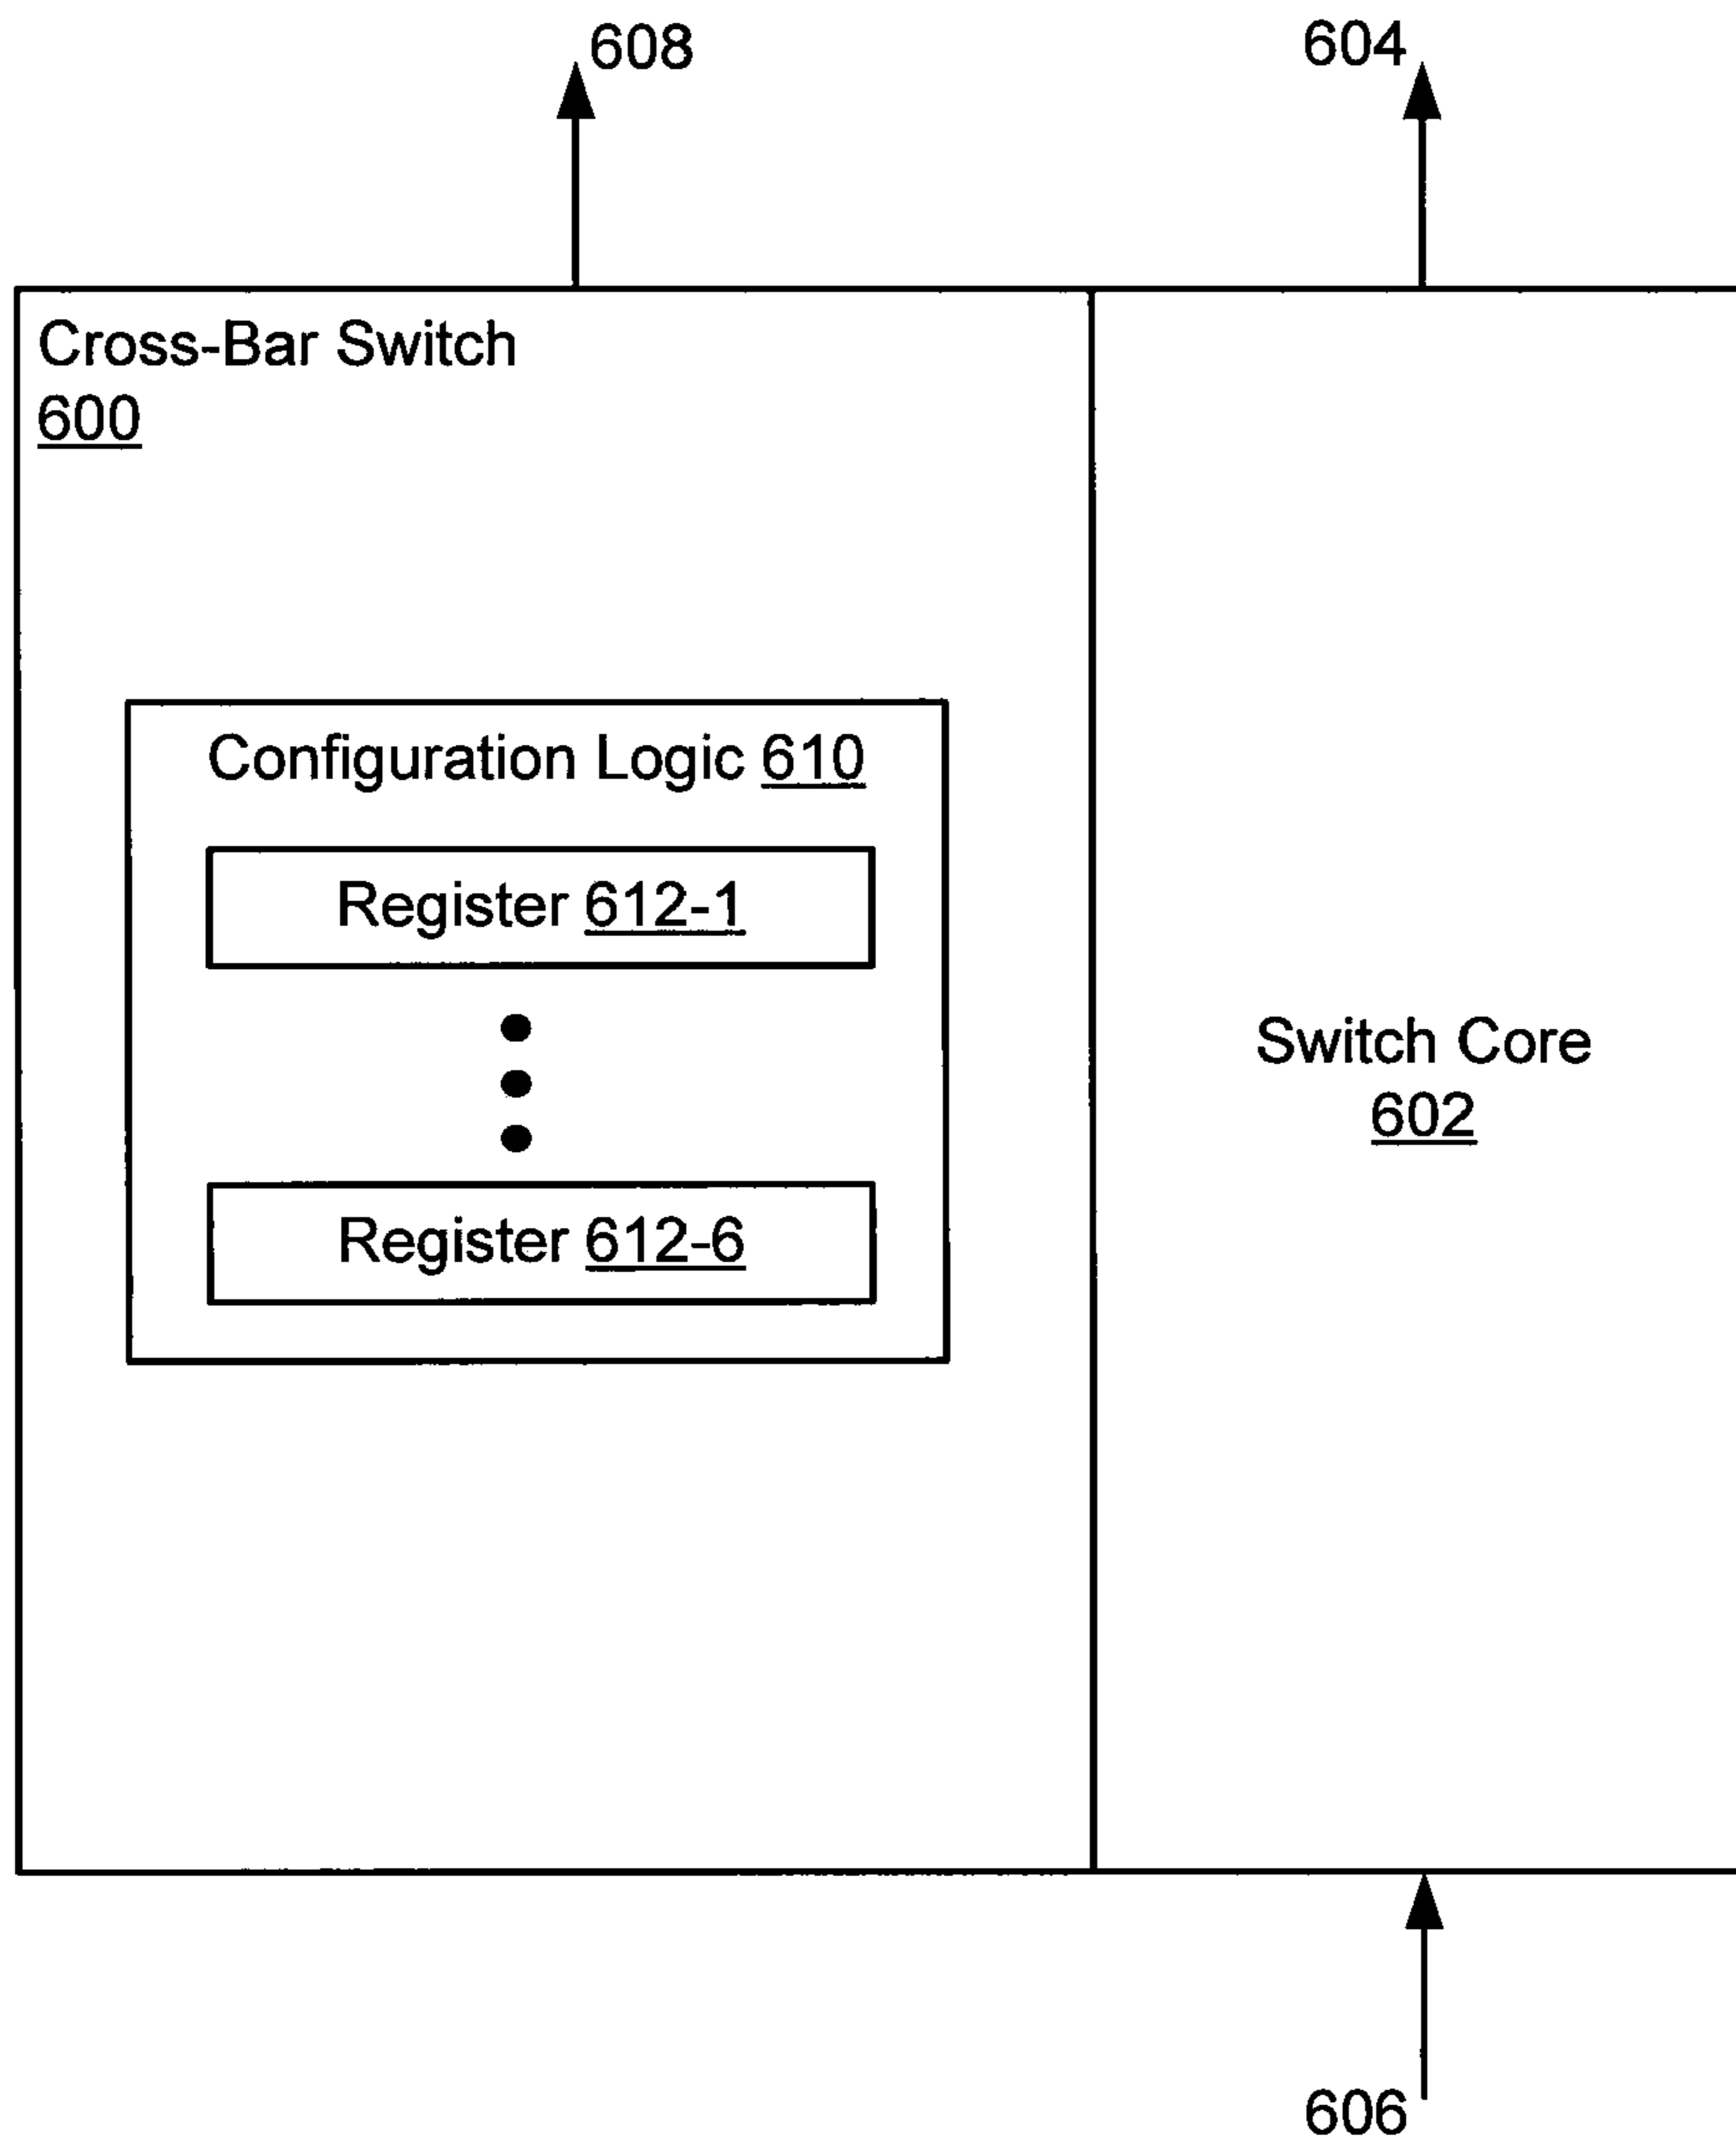 608
604
Cross-Bar Switch
600
Configuration Logic 610
Register 612-1
Register 612-6
Switch Core
602
606